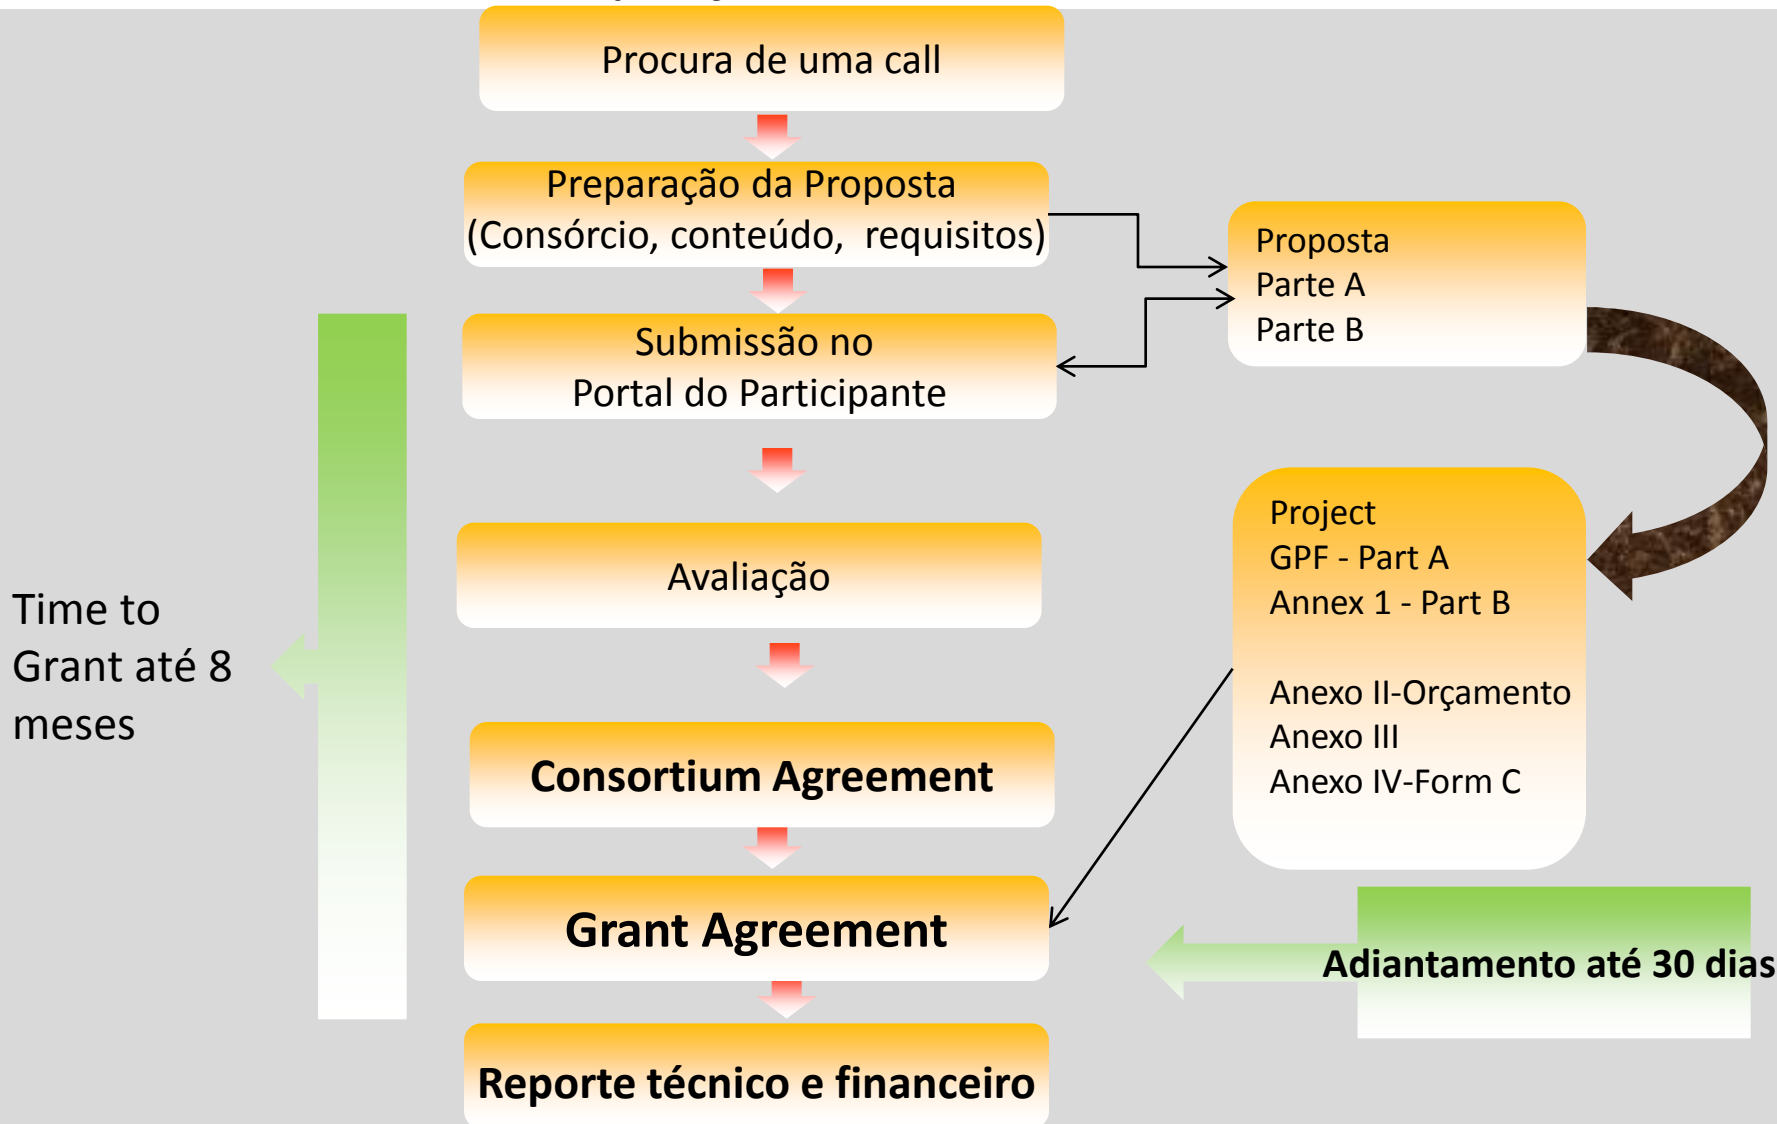 Procura de uma call
Preparação da Proposta
(Consórcio, conteúdo, requisitos)
Proposta
Parte A
Parte B
Submissão no
Portal do Participante
Avaliação
Project
GPF - Part A
Annex 1 - Part B
Anexo II-Orçamento
Anexo III
Anexo IV-Form C
Time to
Grant até 8
meses
Consortium Agreement
Grant Agreement
Adiantamento até 30 dias
Reporte técnico e financeiro